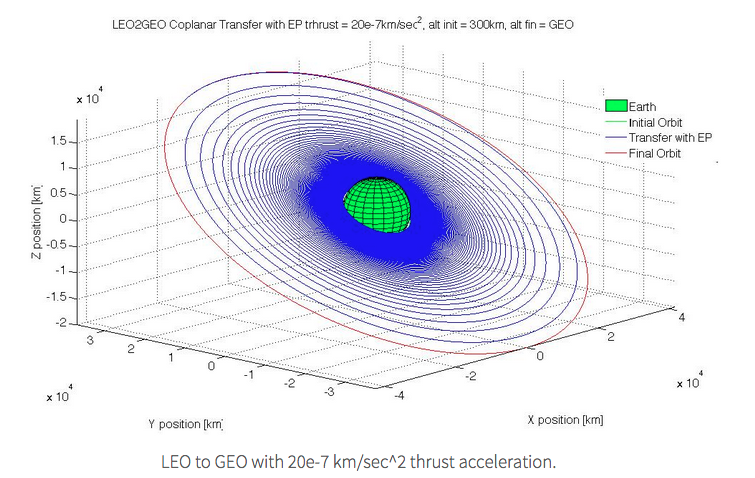 LEO2GEO Coplanar Transfer with EP trhrust = 20e-7km/sec², alt init = 300km, alt fin = GEO
x 10⁴
Earth
Initial Orbit
Transfer with EP
Final Orbit
1.5
1
0.5
0
-0.5
-1
-1.5
-2
Z position [km]
3
2
1
0
-1
-2
-3
x 10⁴
Y position [km]
-4
-2
0
2
4
x 10⁴
X position [km]
LEO to GEO with 20e-7 km/sec^2 thrust acceleration.